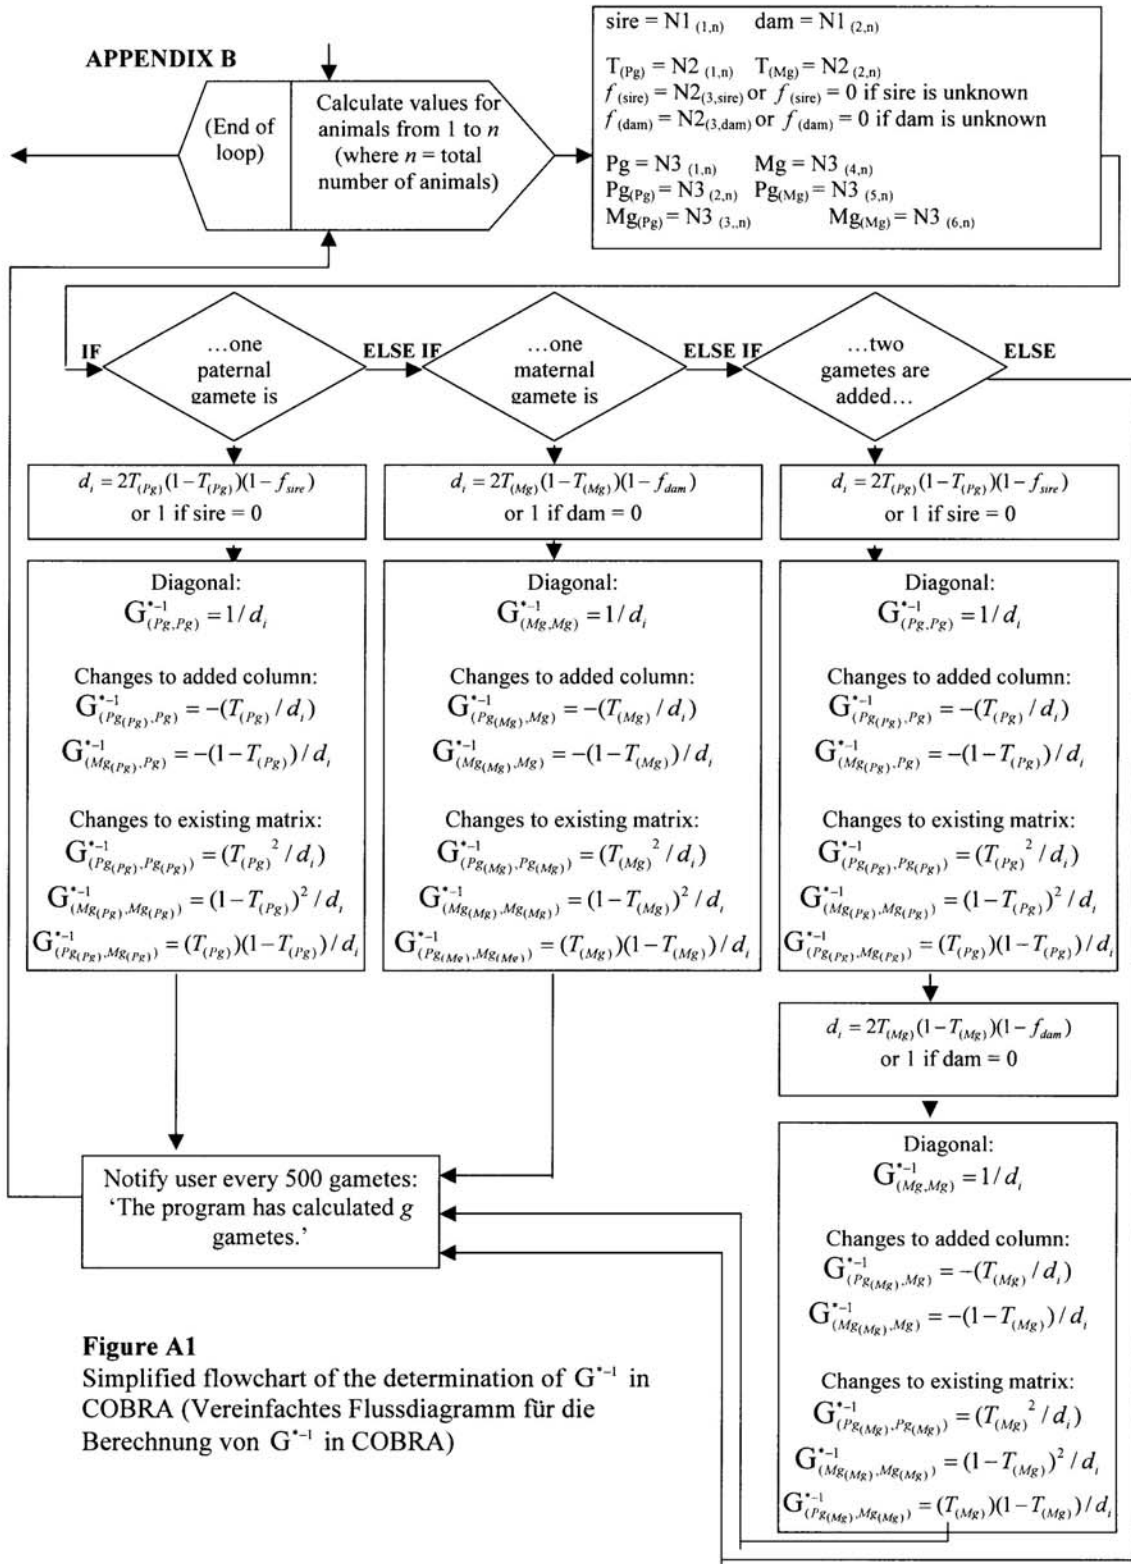 APPENDIX B
(End of
loop)
Calculate values for
animals from 1 to n
(where n = total
number of animals)
sire = N1 (1,n) dam = N1 (2,n)
T(Pg) = N2 (1,n) T(Mg) = N2 (2,n)
f (sire) = N2(3,sire) or f (sire) = 0 if sire is unknown
f (dam) = N2(3,dam) or f (dam) = 0 if dam is unknown
Pg = N3 (1,n) Mg = N3 (4,n)
Pg(Pg) = N3 (2,n) Pg(Mg) = N3 (5,n)
Mg(Pg) = N3 (3,,n) Mg(Mg) = N3 (6,n)
IF
…one
paternal
gamete is
ELSE IF
…one
maternal
gamete is
ELSE IF
…two
gametes are
added…
ELSE
d_i = 2T(Pg)(1−T(Pg))(1−f_sire)
or 1 if sire = 0
Diagonal:
G*−1 (Pg,Pg) = 1/d_i
Changes to added column:
G*−1 (Pg(Pg),Pg) = −(T(Pg)/d_i)
G*−1 (Mg(Pg),Pg) = −(1−T(Pg))/d_i
Changes to existing matrix:
G*−1 (Pg(Pg),Pg(Pg)) = (T(Pg)²/d_i)
G*−1 (Mg(Pg),Mg(Pg)) = (1−T(Pg))²/d_i
G*−1 (Pg(Pg),Mg(Pg)) = (T(Pg))(1−T(Pg))/d_i
d_i = 2T(Mg)(1−T(Mg))(1−f_dam)
or 1 if dam = 0
Diagonal:
G*−1 (Mg,Mg) = 1/d_i
Changes to added column:
G*−1 (Pg(Mg),Mg) = −(T(Mg)/d_i)
G*−1 (Mg(Mg),Mg) = −(1−T(Mg))/d_i
Changes to existing matrix:
G*−1 (Pg(Mg),Pg(Mg)) = (T(Mg)²/d_i)
G*−1 (Mg(Mg),Mg(Mg)) = (1−T(Mg))²/d_i
G*−1 (Pg(Mg),Mg(Mg)) = (T(Mg))(1−T(Mg))/d_i
d_i = 2T(Pg)(1−T(Pg))(1−f_sire)
or 1 if sire = 0
Diagonal:
G*−1 (Pg,Pg) = 1/d_i
Changes to added column:
G*−1 (Pg(Pg),Pg) = −(T(Pg)/d_i)
G*−1 (Mg(Pg),Pg) = −(1−T(Pg))/d_i
Changes to existing matrix:
G*−1 (Pg(Pg),Pg(Pg)) = (T(Pg)²/d_i)
G*−1 (Mg(Pg),Mg(Pg)) = (1−T(Pg))²/d_i
G*−1 (Pg(Pg),Mg(Pg)) = (T(Pg))(1−T(Pg))/d_i
d_i = 2T(Mg)(1−T(Mg))(1−f_dam)
or 1 if dam = 0
Diagonal:
G*−1 (Mg,Mg) = 1/d_i
Changes to added column:
G*−1 (Pg(Mg),Mg) = −(T(Mg)/d_i)
G*−1 (Mg(Mg),Mg) = −(1−T(Mg))/d_i
Changes to existing matrix:
G*−1 (Pg(Mg),Pg(Mg)) = (T(Mg)²/d_i)
G*−1 (Mg(Mg),Mg(Mg)) = (1−T(Mg))²/d_i
G*−1 (Pg(Mg),Mg(Mg)) = (T(Mg))(1−T(Mg))/d_i
Notify user every 500 gametes:
‘The program has calculated g
gametes.’
Figure A1
Simplified flowchart of the determination of G*−1 in
COBRA (Vereinfachtes Flussdiagramm für die
Berechnung von G*−1 in COBRA)